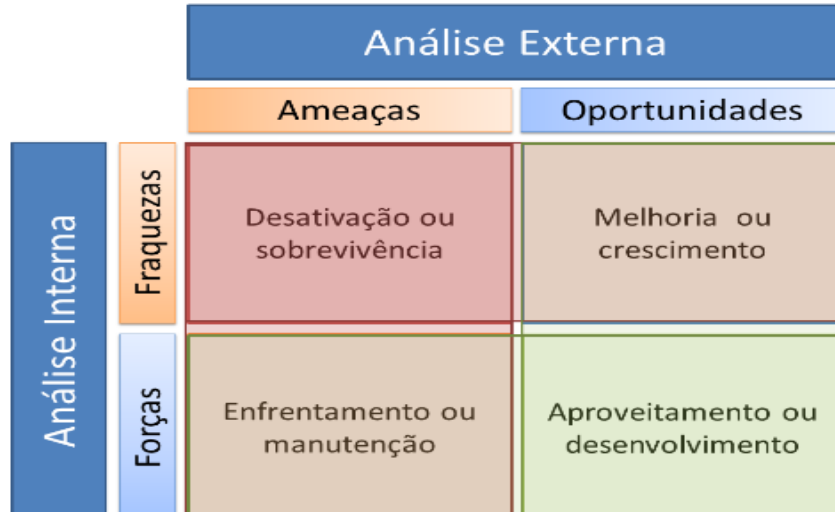 Análise Externa
Ameaças
Oportunidades
Análise Interna
Fraquezas
Desativação ou
sobrevivência
Melhoria ou
crescimento
Forças
Enfrentamento ou
manutenção
Aproveitamento ou
desenvolvimento